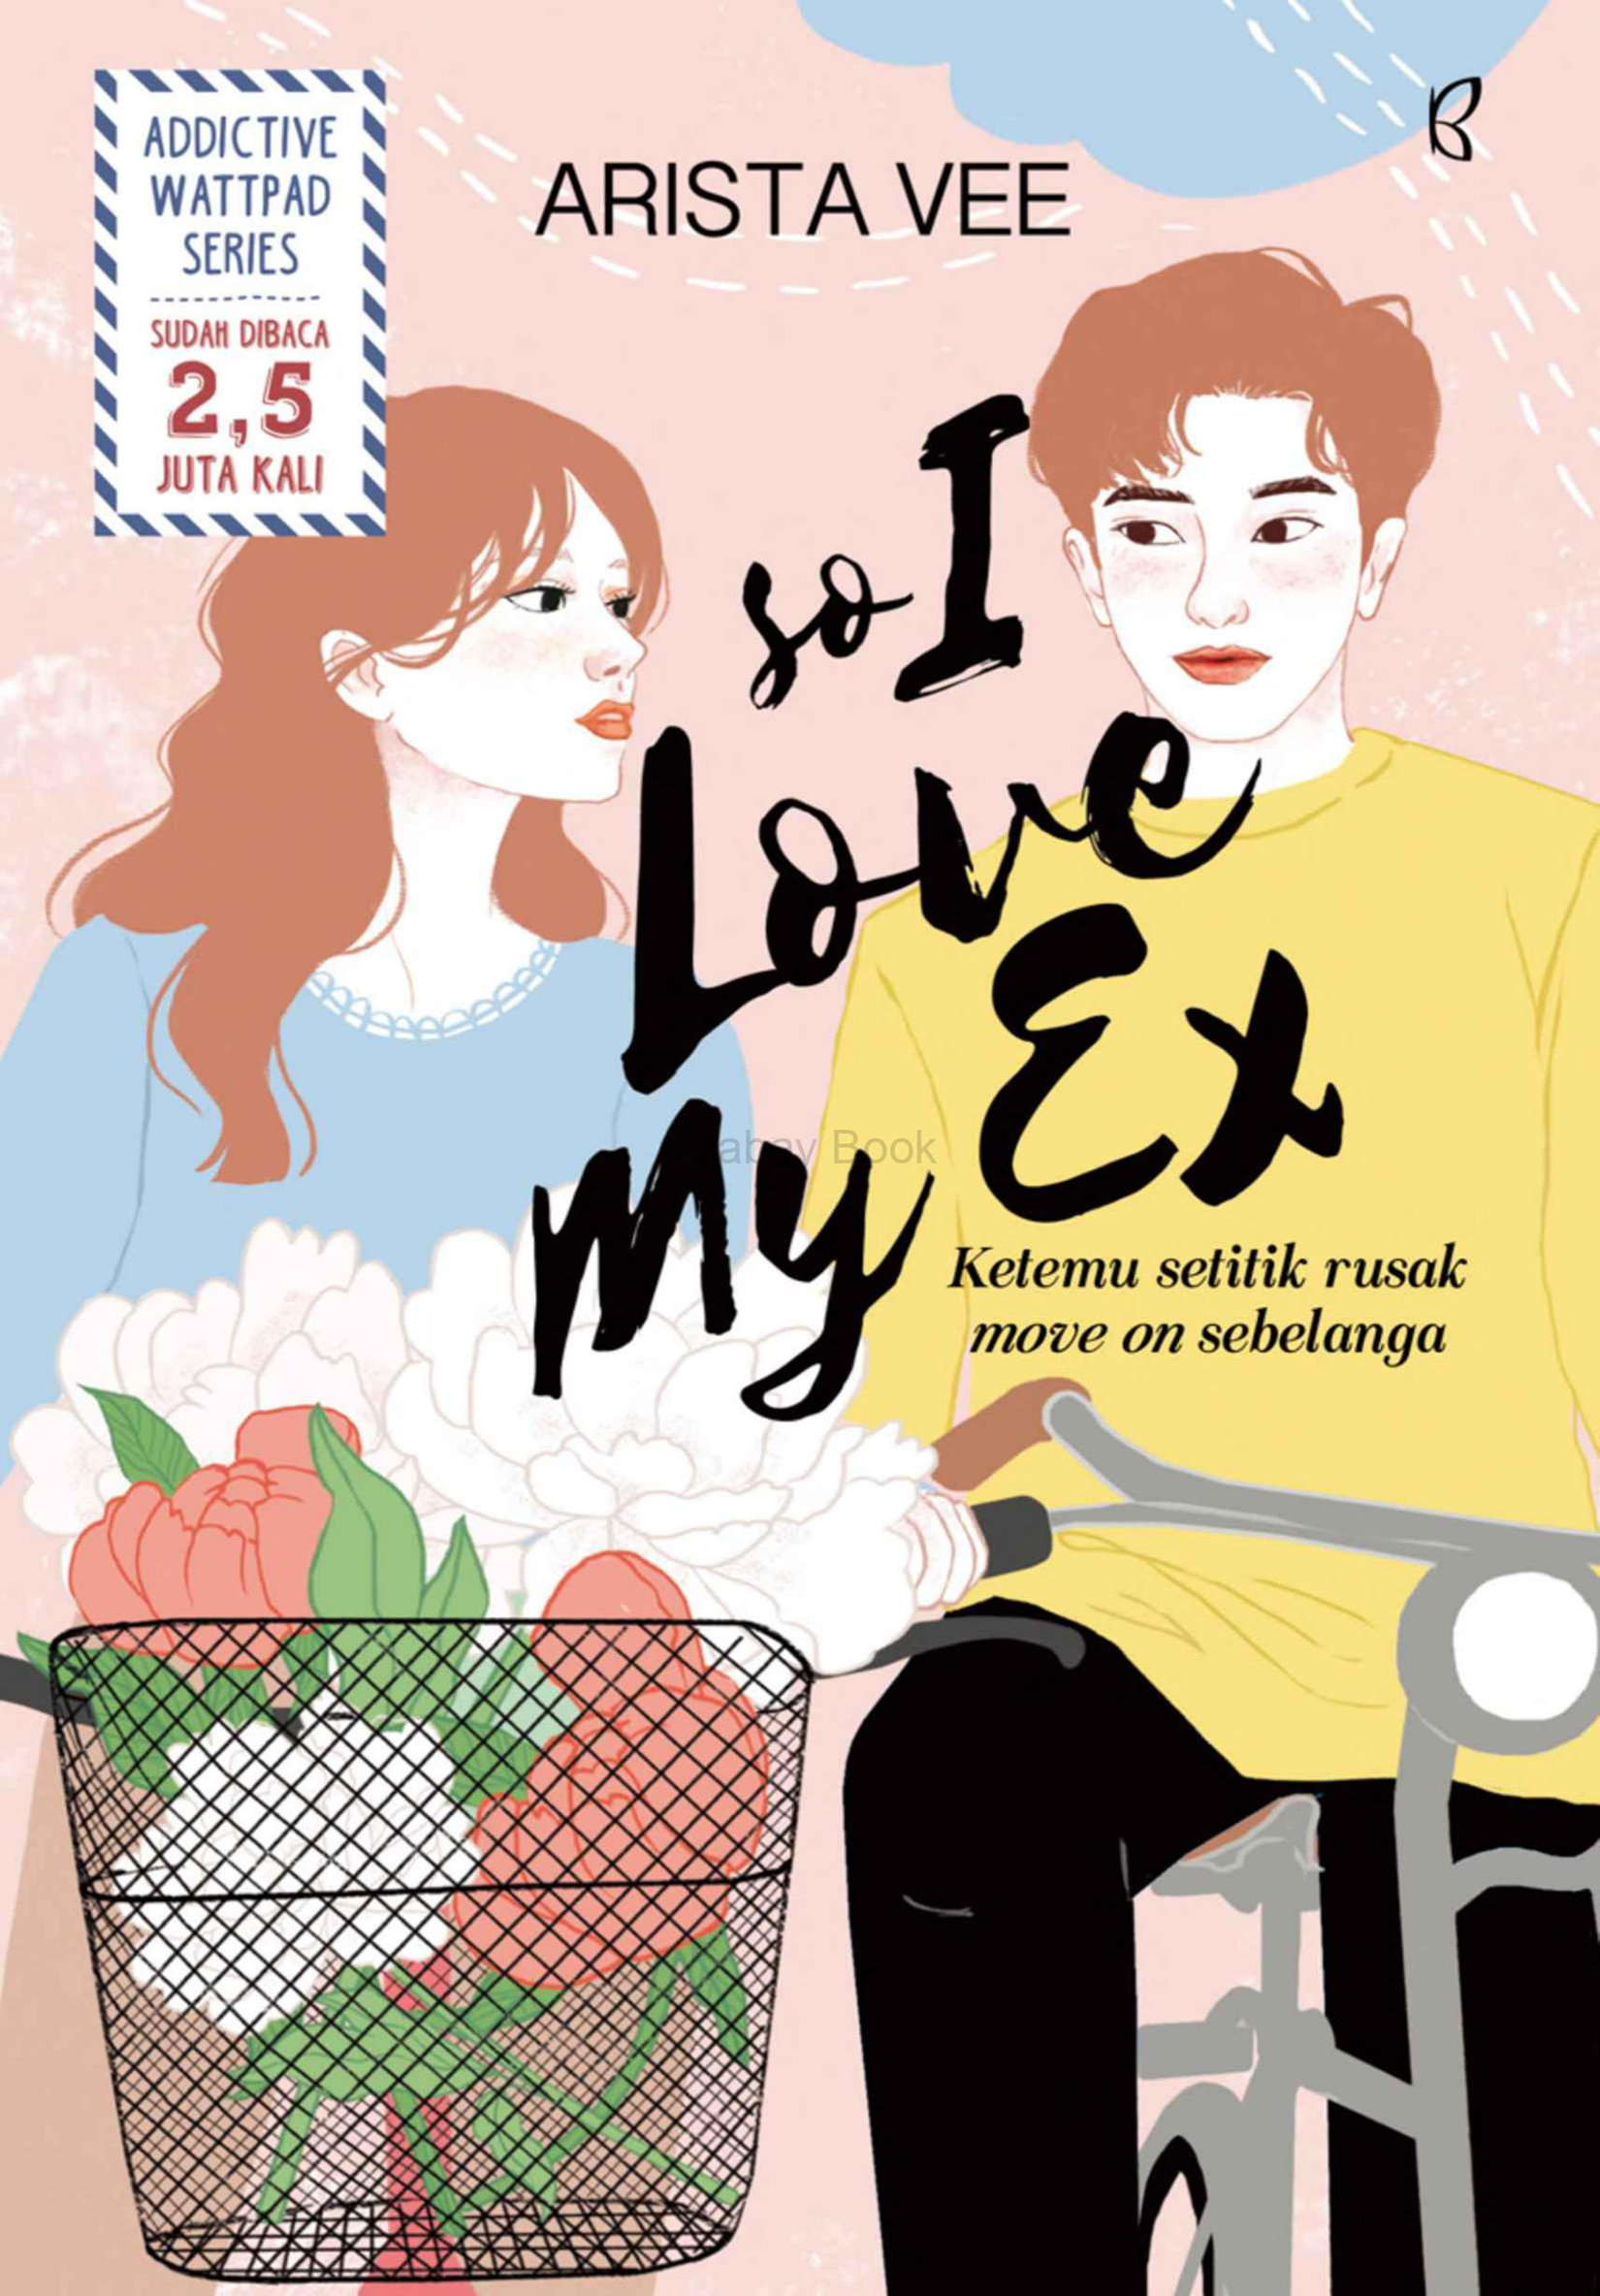 ADDICTIVE
WATTPAD
SERIES
SUDAH DIBACA
2,5
JUTA KALI
ARISTA VEE
so I
Love
My Ex
Book
Ketemu setitik rusak
move on sebelanga